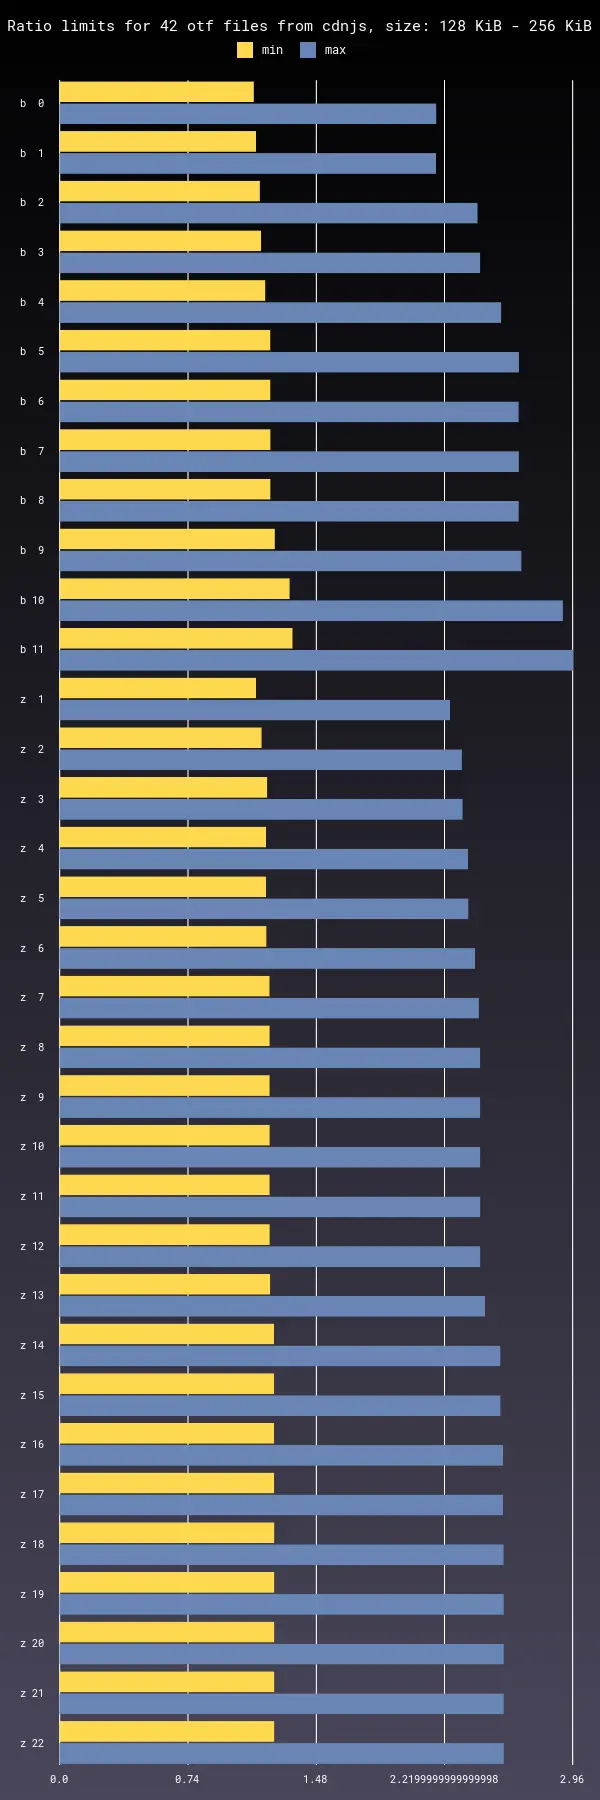 Ratio limits for 42 otf files from cdnjs, size: 128 KiB - 256 KiB
min max
b 0
b 1
b 2
b 3
b 4
b 5
b 6
b 7
b 8
b 9
b 10
b 11
z 1
z 2
z 3
z 4
z 5
z 6
z 7
z 8
z 9
z 10
z 11
z 12
z 13
z 14
z 15
z 16
z 17
z 18
z 19
z 20
z 21
z 22
0.0 0.74 1.48 2.2199999999999998 2.96